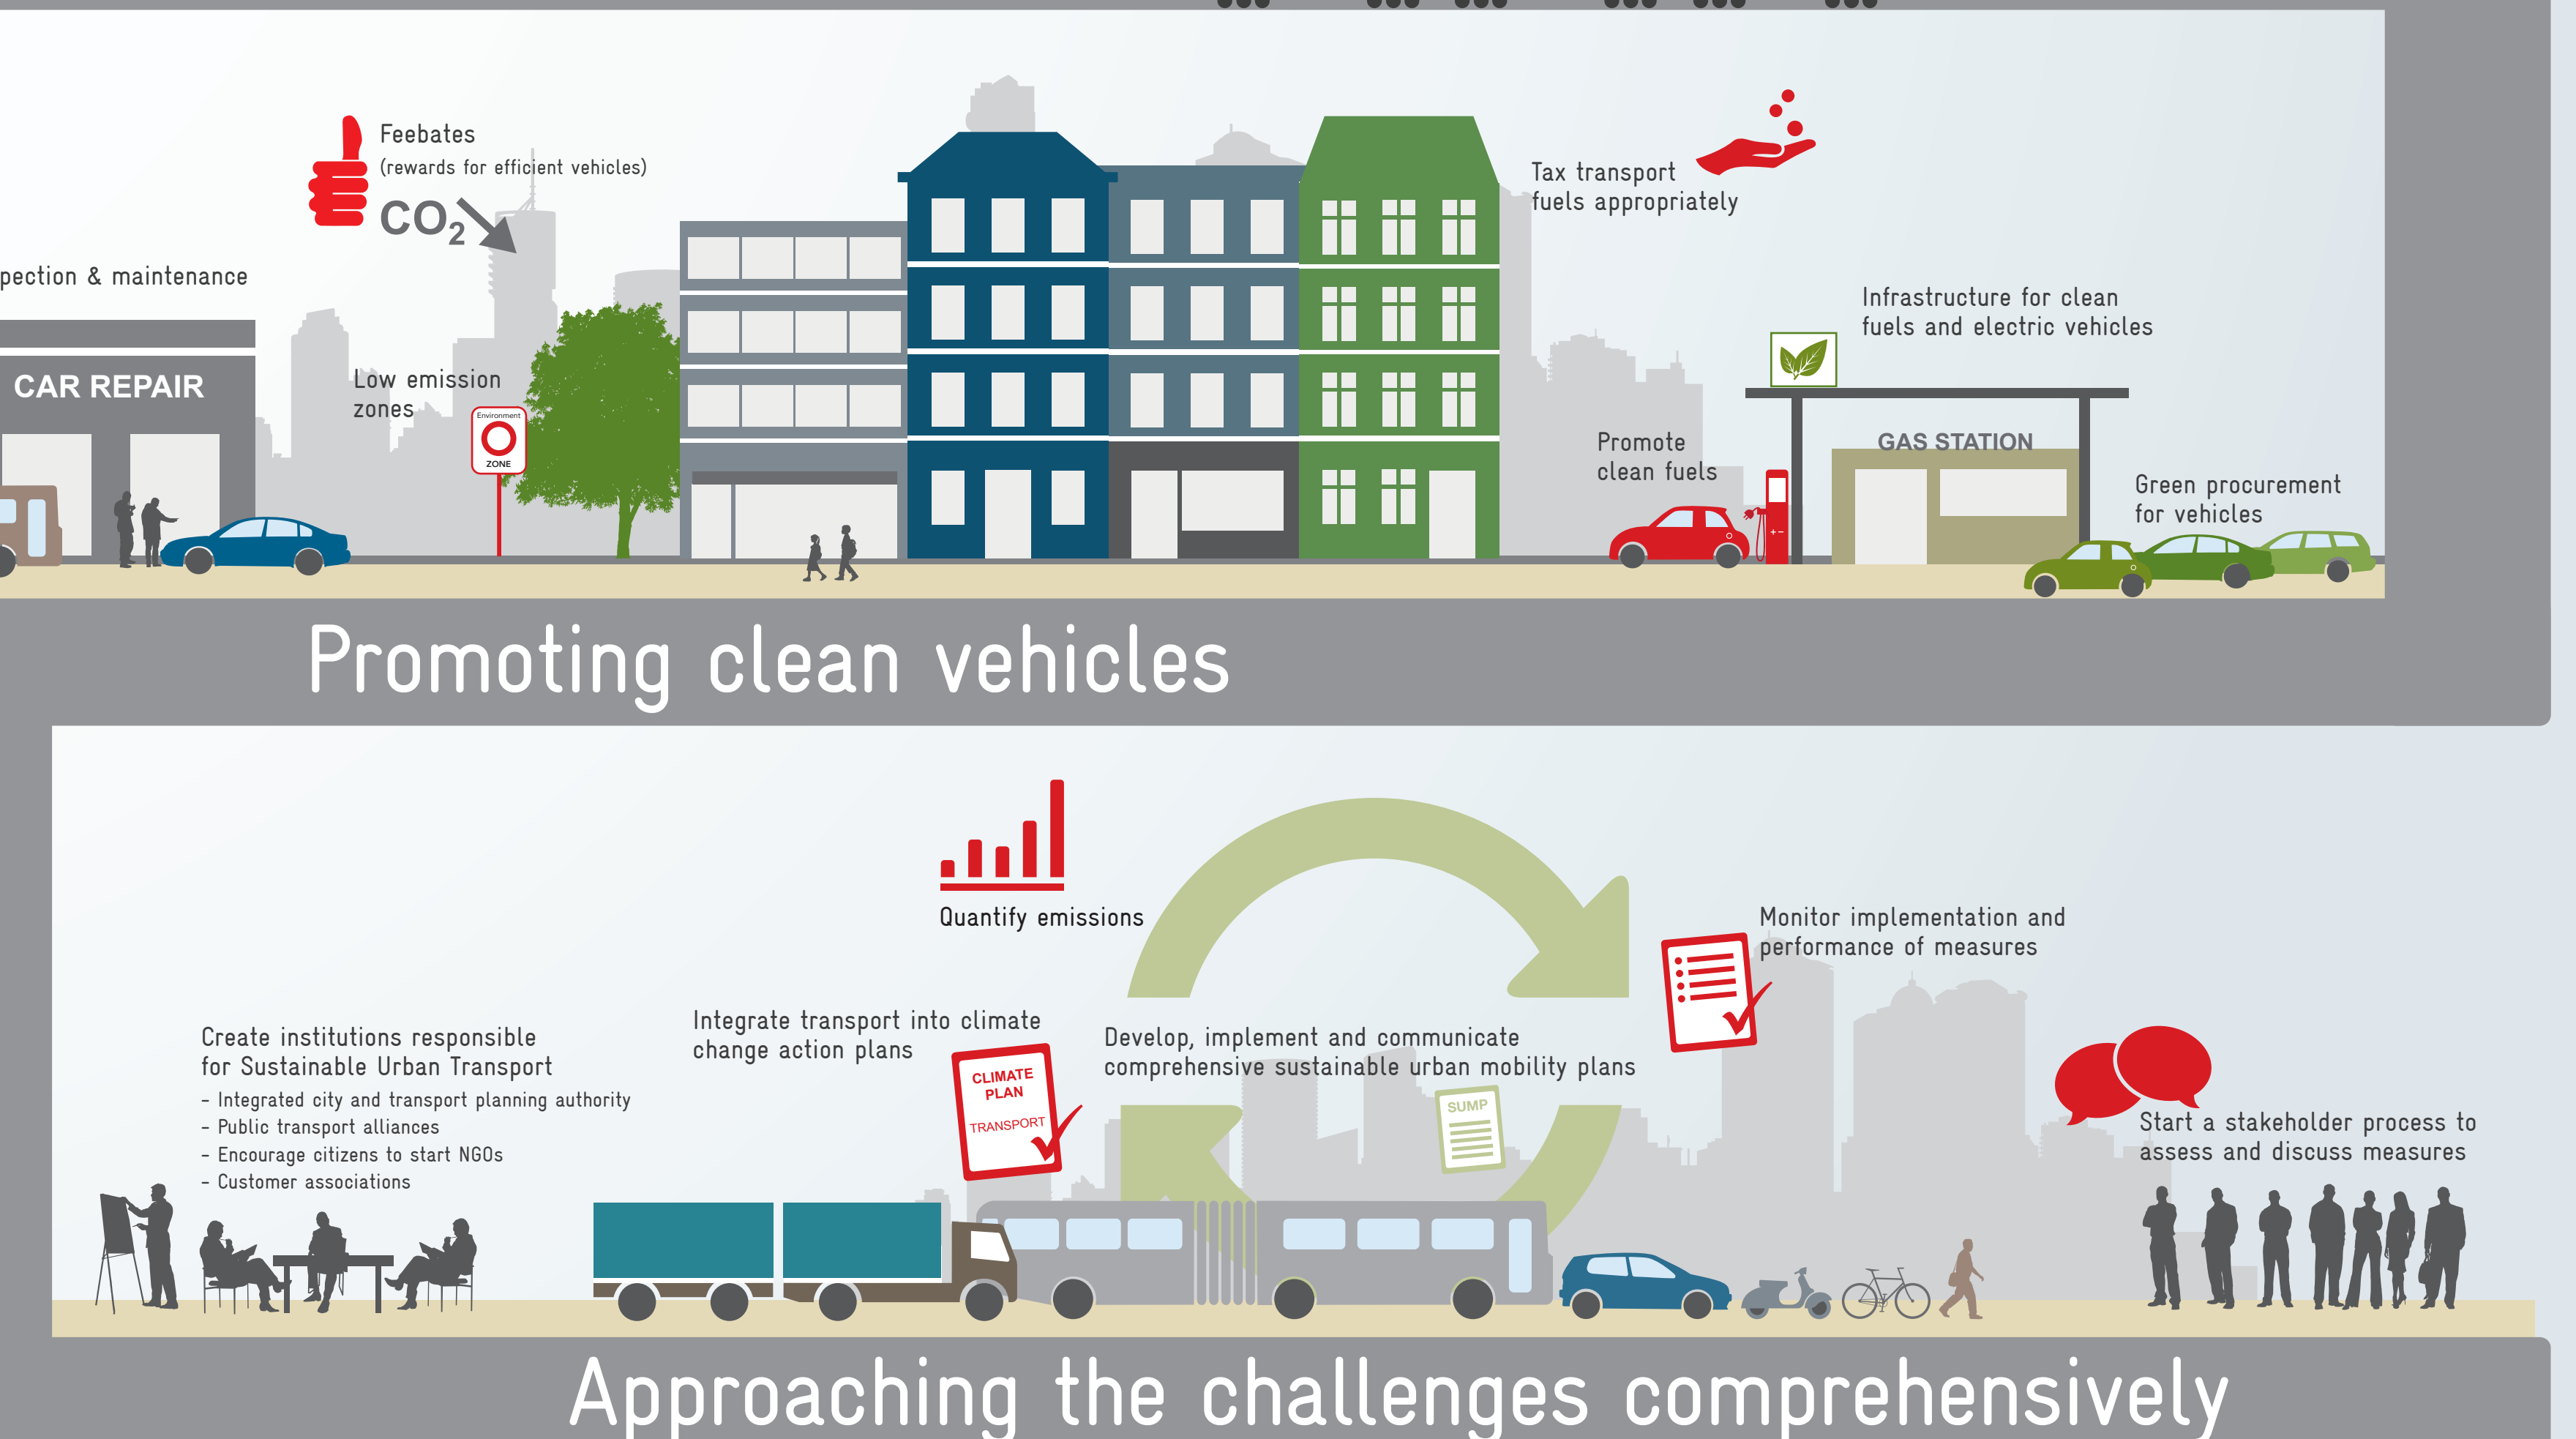 Feebates
(rewards for efficient vehicles)
CO2
Tax transport
fuels appropriately
pection & maintenance
Infrastructure for clean
fuels and electric vehicles
CAR REPAIR
Low emission
zones
Environment
ZONE
Promote
clean fuels
GAS STATION
Green procurement
for vehicles
+ -
Promoting clean vehicles
Quantify emissions
Monitor implementation and
performance of measures
Integrate transport into climate
change action plans
CLIMATE
PLAN
TRANSPORT
Develop, implement and communicate
comprehensive sustainable urban mobility plans
SUMP
Create institutions responsible
for Sustainable Urban Transport
- Integrated city and transport planning authority
- Public transport alliances
- Encourage citizens to start NGOs
- Customer associations
Start a stakeholder process to
assess and discuss measures
Approaching the challenges comprehensively